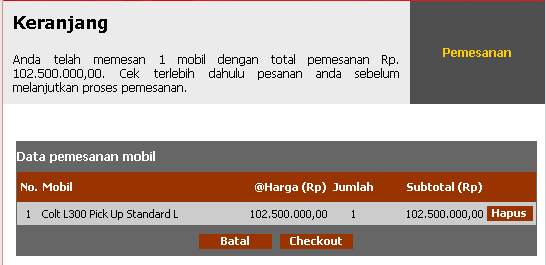 Keranjang
Anda telah memesan 1 mobil dengan total pemesanan Rp.
102.500.000,00. Cek terlebih dahulu pesanan anda sebelum
melanjutkan proses pemesanan.
Pemesanan
Data pemesanan mobil
No. Mobil @Harga (Rp) Jumlah Subtotal (Rp)
1 Colt L300 Pick Up Standard L 102.500.000,00 1 102.500.000,00 Hapus
Batal Checkout